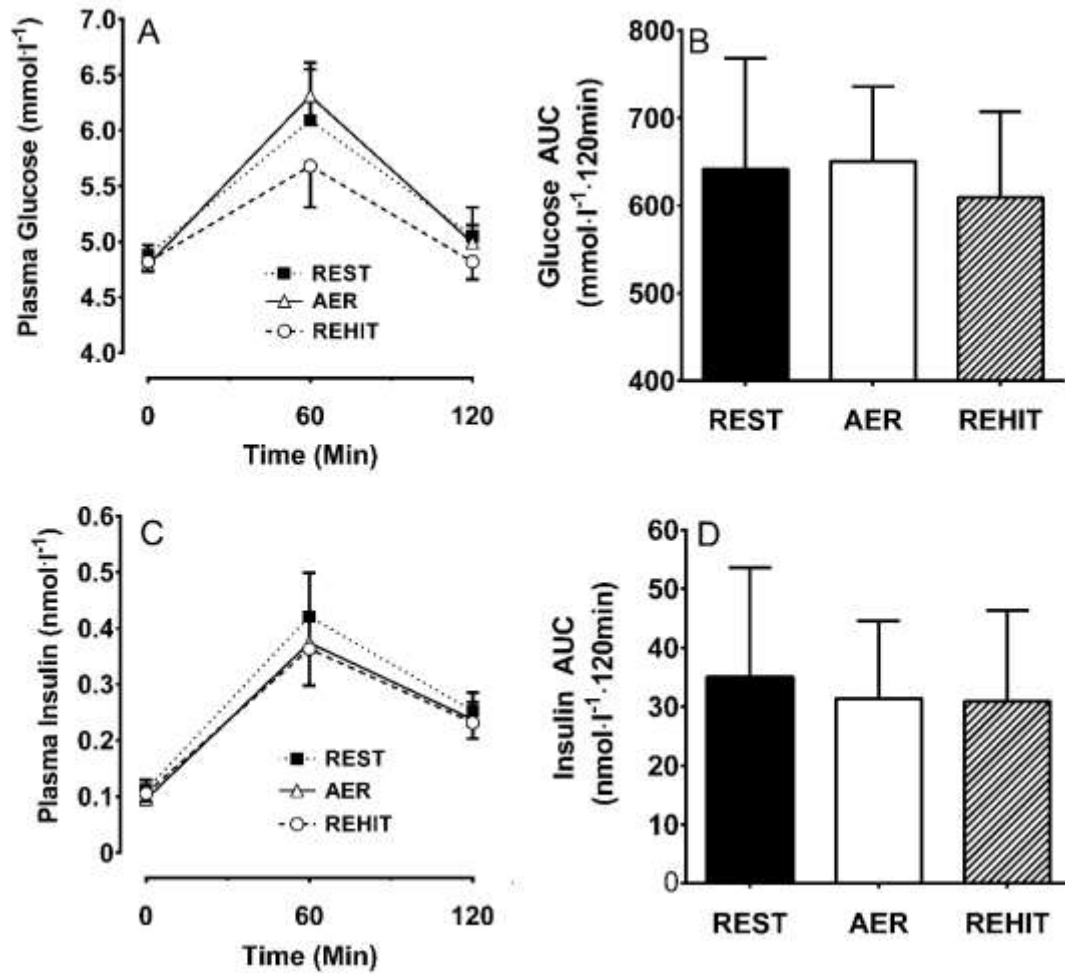 A
Plasma Glucose (mmol·l⁻¹)
7.0
6.5
6.0
5.5
5.0
4.5
4.0
REST
AER
REHIT
0 60 120
Time (Min)
B
Glucose AUC
(mmol·l⁻¹·120min)
800
700
600
500
400
REST AER REHIT
C
Plasma Insulin (nmol·l⁻¹)
0.6
0.5
0.4
0.3
0.2
0.1
0
REST
AER
REHIT
0 60 120
Time (Min)
D
Insulin AUC
(nmol·l⁻¹·120min)
60
50
40
30
20
10
0
REST AER REHIT